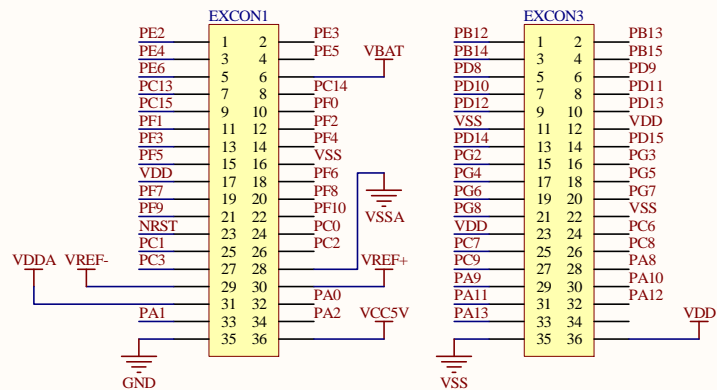 EXCON1 EXCON3
PE2 1 2 PE3 PB12 1 2 PB13
PE4 3 4 PE5 VBAT PB14 3 4 PB15
PE6 5 6 PD8 5 6 PD9
PC13 7 8 PC14 PD10 7 8 PD11
PC15 9 10 PF0 PD12 9 10 PD13
PF1 11 12 PF2 VSS 11 12 VDD
PF3 13 14 PF4 PD14 13 14 PD15
PF5 15 16 VSS PG2 15 16 PG3
VDD 17 18 PF6 PG4 17 18 PG5
PF7 19 20 PF8 PG6 19 20 PG7
PF9 21 22 PF10 VSSA PG8 21 22 VSS
NRST 23 24 PC0 VDD 23 24 PC6
PC1 25 26 PC2 PC7 25 26 PC8
VDDA VREF- PC3 27 28 VREF+ PC9 27 28 PA8
29 30 PA9 29 30 PA10
31 32 PA0 PA11 31 32 PA12
PA1 33 34 PA2 VCC5V PA13 33 34 VDD
35 36 35 36
GND VSS